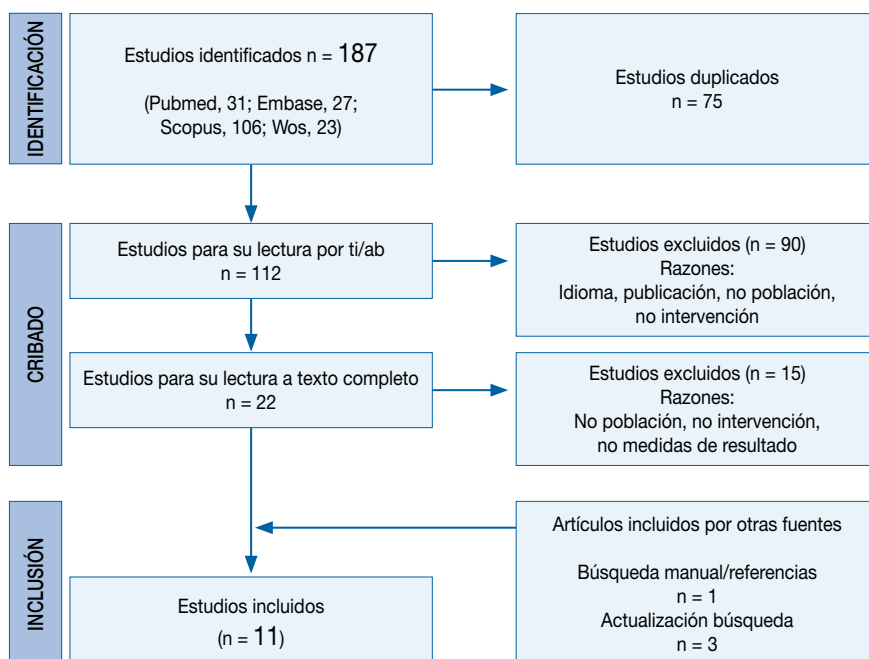 IDENTIFICACIÓN
Estudios identificados n = 187
(Pubmed, 31; Embase, 27;
Scopus, 106; Wos, 23)
Estudios duplicados
n = 75
CRIBADO
Estudios para su lectura por ti/ab
n = 112
Estudios excluidos (n = 90)
Razones:
Idioma, publicación, no población,
no intervención
Estudios para su lectura a texto completo
n = 22
Estudios excluidos (n = 15)
Razones:
No población, no intervención,
no medidas de resultado
INCLUSIÓN
Artículos incluidos por otras fuentes
Búsqueda manual/referencias
n = 1
Actualización búsqueda
n = 3
Estudios incluidos
(n = 11)